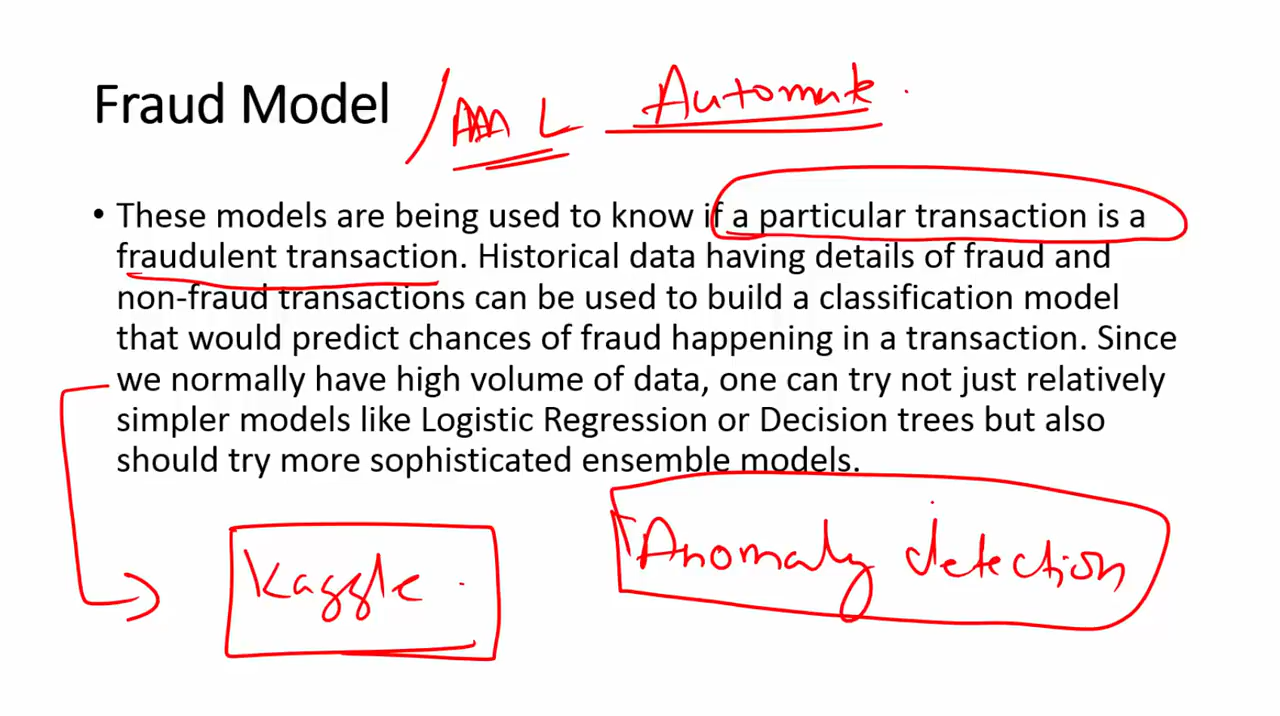 Fraud Model /AML Automate.
• These models are being used to know if a particular transaction is a
fraudulent transaction. Historical data having details of fraud and
non-fraud transactions can be used to build a classification model
that would predict chances of fraud happening in a transaction. Since
we normally have high volume of data, one can try not just relatively
simpler models like Logistic Regression or Decision trees but also
should try more sophisticated ensemble models.
Kaggle. Anomaly detection